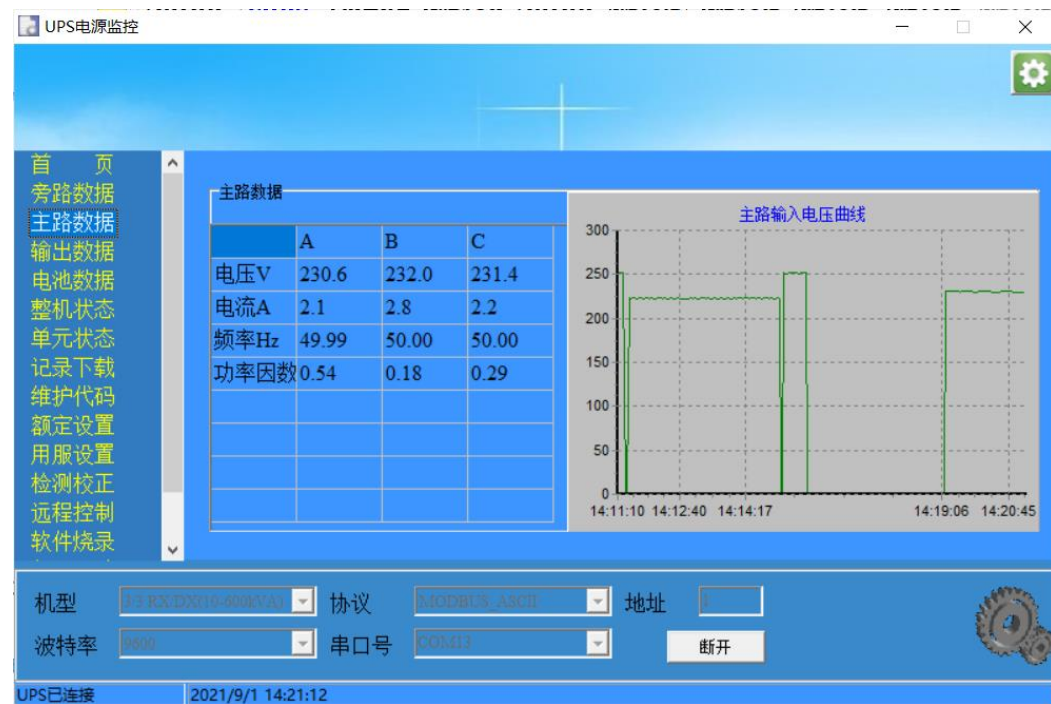 UPS电源监控
首 页
旁路数据
主路数据
输出数据
电池数据
整机状态
单元状态
记录下载
维护代码
额定设置
用服设置
检测校正
远程控制
软件烧录
主路数据
A B C
电压V 230.6 232.0 231.4
电流A 2.1 2.8 2.2
频率Hz 49.99 50.00 50.00
功率因数 0.54 0.18 0.29
主路输入电压曲线
300
250
200
150
100
50
0
14:11:10 14:12:40 14:14:17 14:19:06 14:20:45
机型 3/3 RX/DX(10-600kVA) 协议 MODBUS_ASCII 地址 1
波特率 9600 串口号 COM13 断开
UPS已连接 2021/9/1 14:21:12